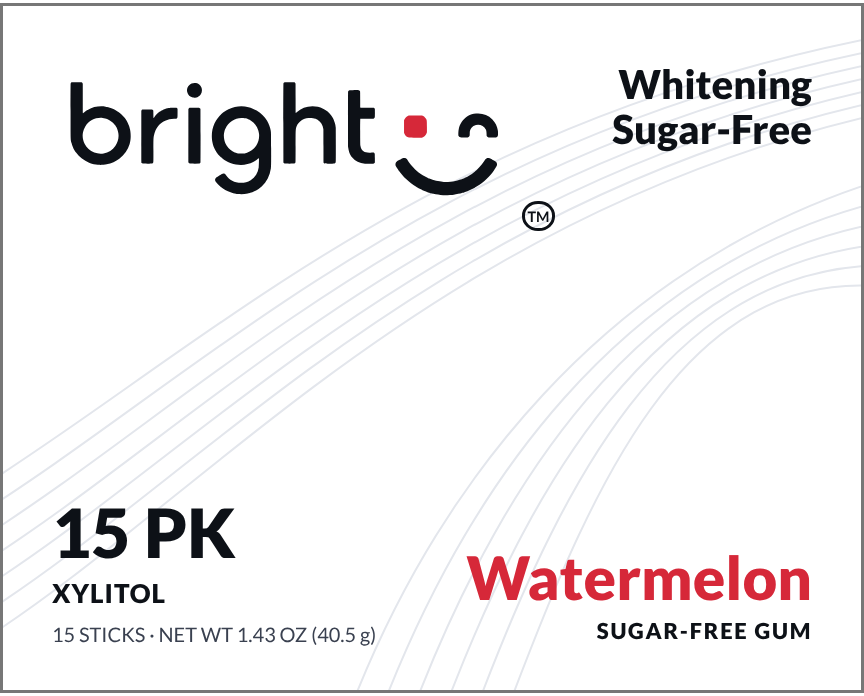 bright
TM
Whitening
Sugar-Free
15 PK
XYLITOL
15 STICKS · NET WT 1.43 OZ (40.5 g)
Watermelon
SUGAR-FREE GUM